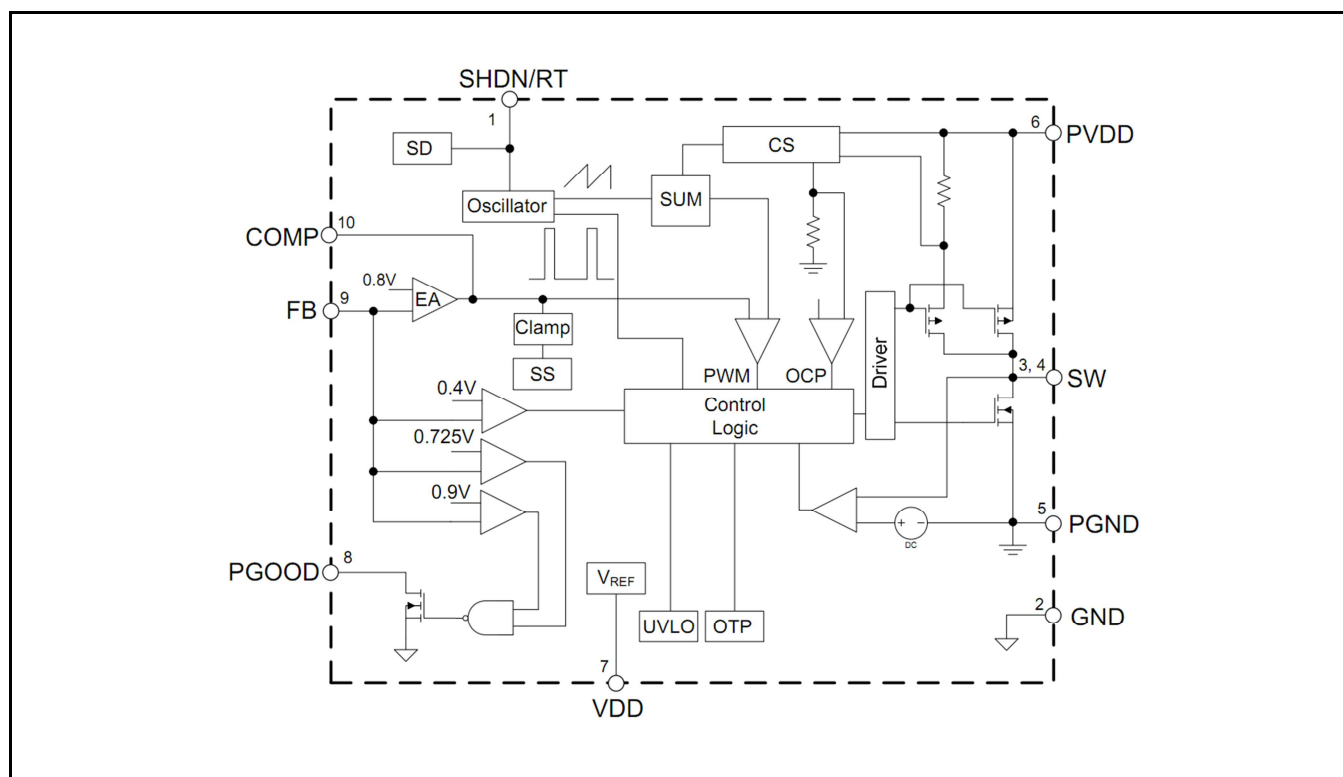 SHDN/RT
1
6
PVDD
SD
CS
Oscillator
SUM
10
COMP
0.8V
EA
9
FB
Clamp
SS
PWM
OCP
Driver
3, 4
SW
0.4V
Control
Logic
0.725V
0.9V
5
PGND
+ -
DC
8
PGOOD
VREF
2
GND
UVLO
OTP
7
VDD